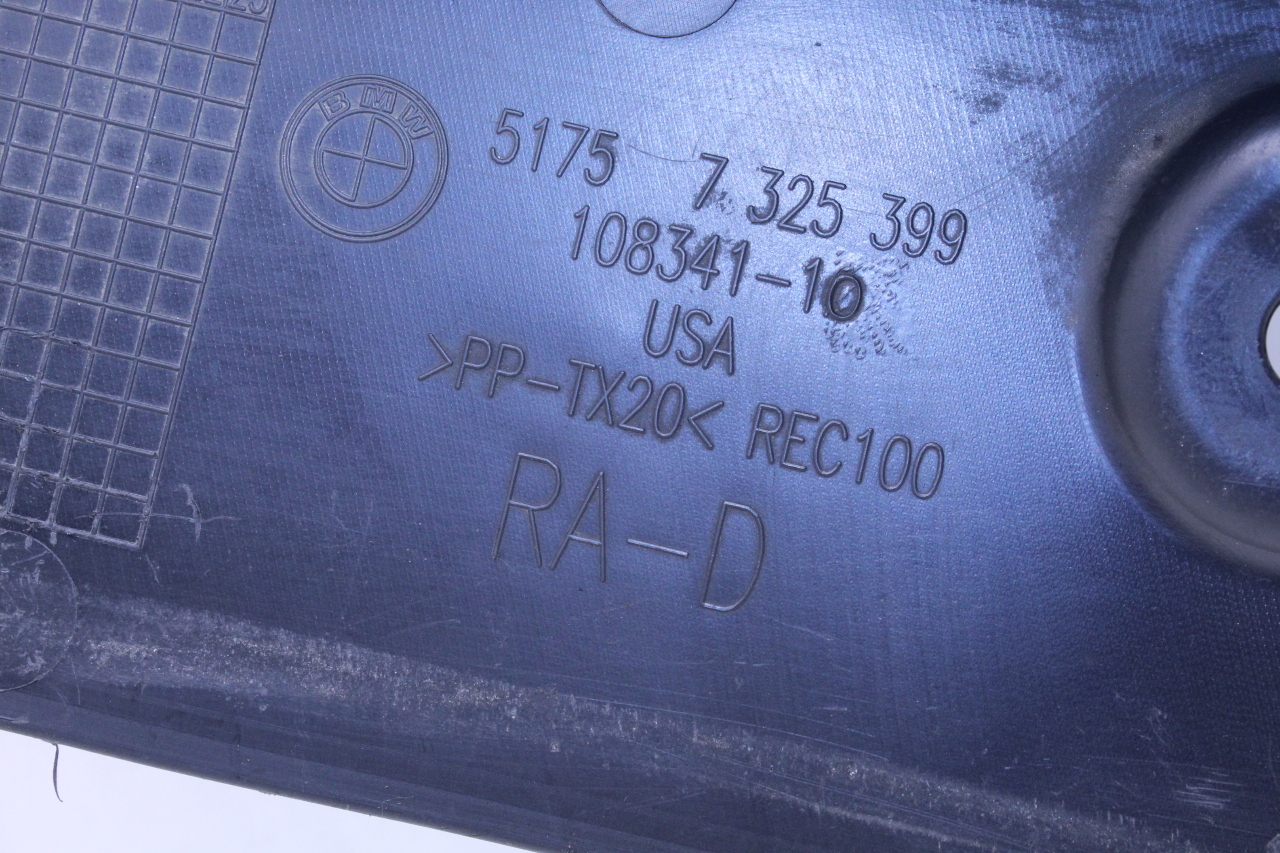 BMW
5175 7 325 399
108341-10
USA
>PP-TX20< REC100
RA-D